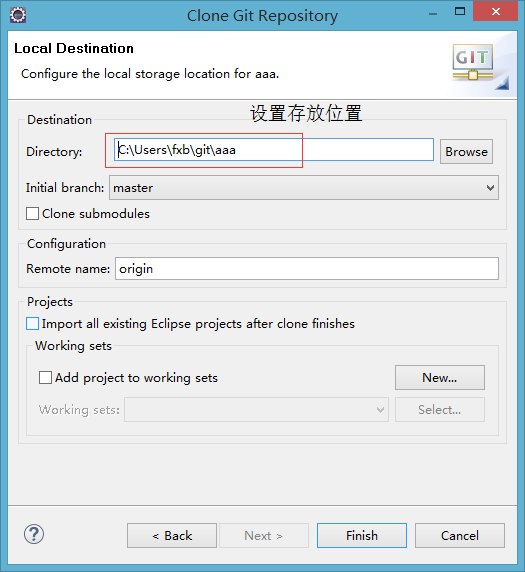 Clone Git Repository
Local Destination
Configure the local storage location for aaa.
GIT
设置存放位置
Destination
Directory: C:\Users\fxb\git\aaa Browse
Initial branch: master
Clone submodules
Configuration
Remote name: origin
Projects
Import all existing Eclipse projects after clone finishes
Working sets
Add project to working sets New...
Working sets: Select...
? < Back Next > Finish Cancel